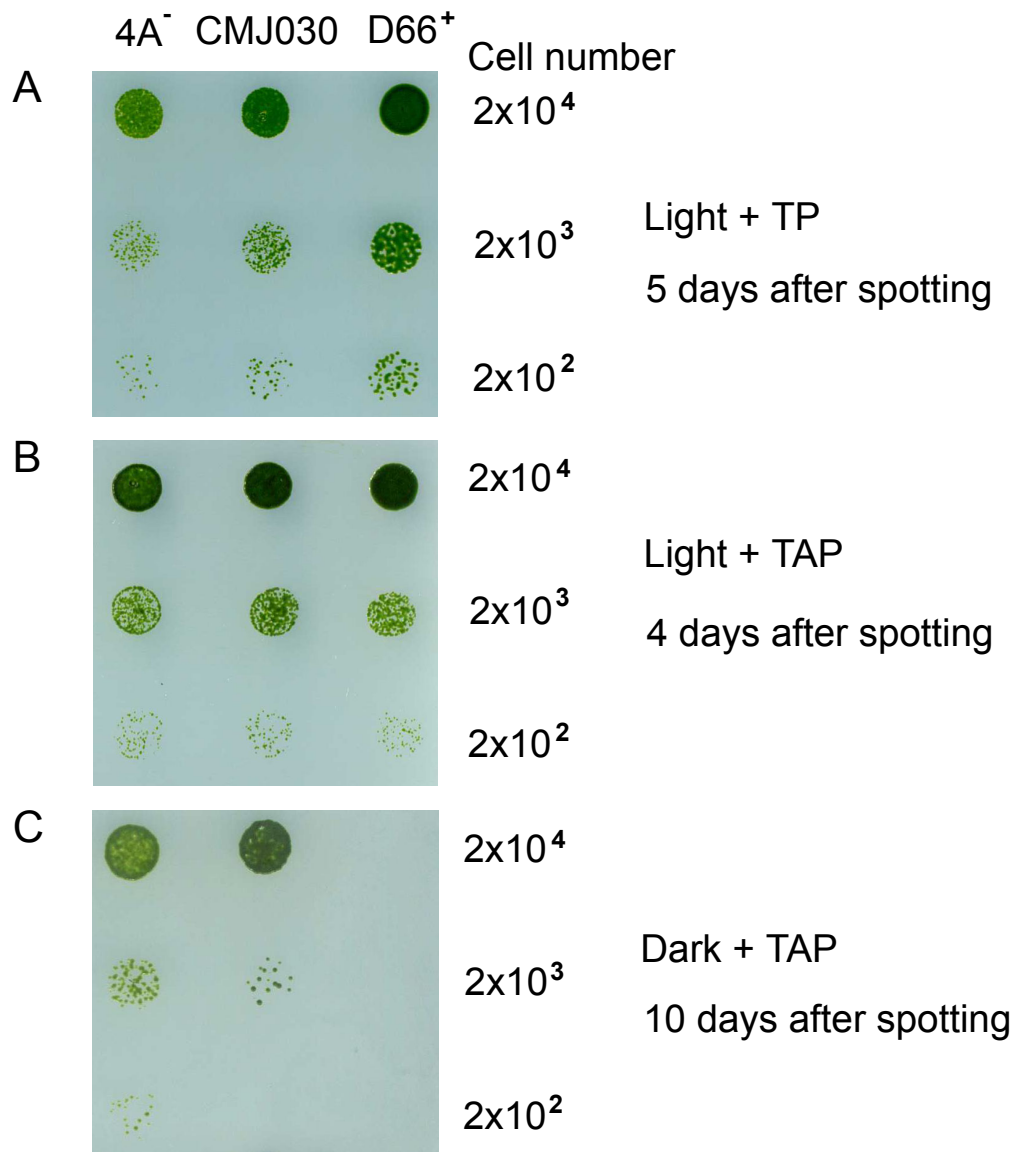 4A⁻ CMJ030 D66⁺
Cell number
A
2x10⁴
2x10³
Light + TP
5 days after spotting
2x10²
B
2x10⁴
2x10³
Light + TAP
4 days after spotting
2x10²
C
2x10⁴
2x10³
Dark + TAP
10 days after spotting
2x10²